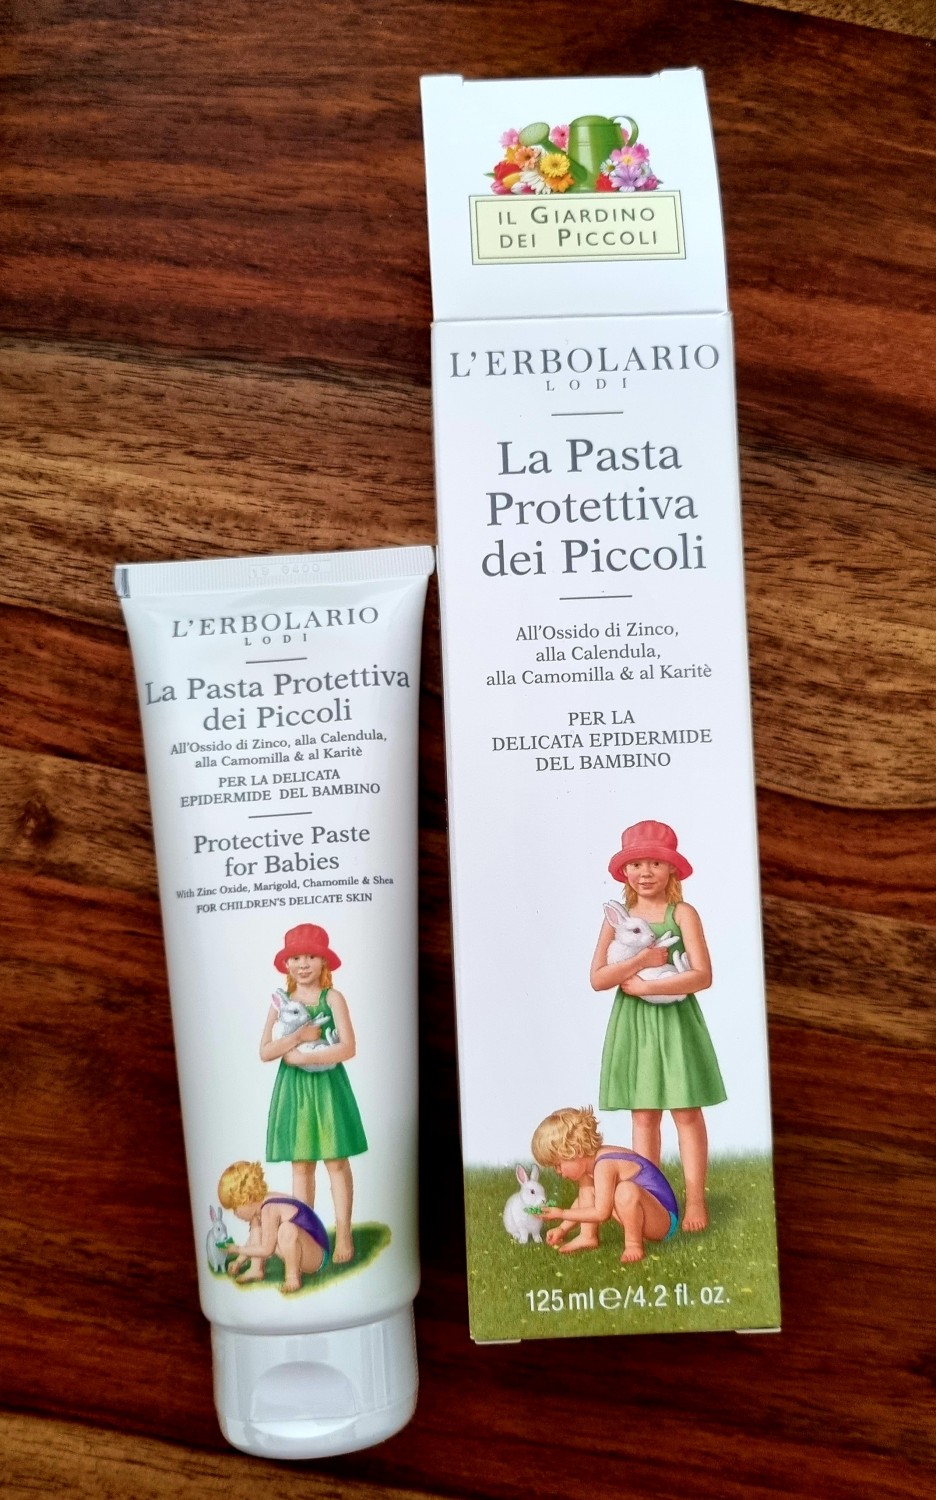 IL GIARDINO
DEI PICCOLI
L'ERBOLARIO
LODI
La Pasta
Protettiva
dei Piccoli
All'Ossido di Zinco,
alla Calendula,
alla Camomilla & al Karitè
PER LA
DELICATA EPIDERMIDE
DEL BAMBINO
125 ml e/4.2 fl. oz.
19 0400
L'ERBOLARIO
LODI
La Pasta Protettiva
dei Piccoli
All'Ossido di Zinco, alla Calendula,
alla Camomilla & al Karitè
PER LA DELICATA
EPIDERMIDE DEL BAMBINO
Protective Paste
for Babies
With Zinc Oxide, Marigold, Chamomile & Shea
FOR CHILDREN'S DELICATE SKIN